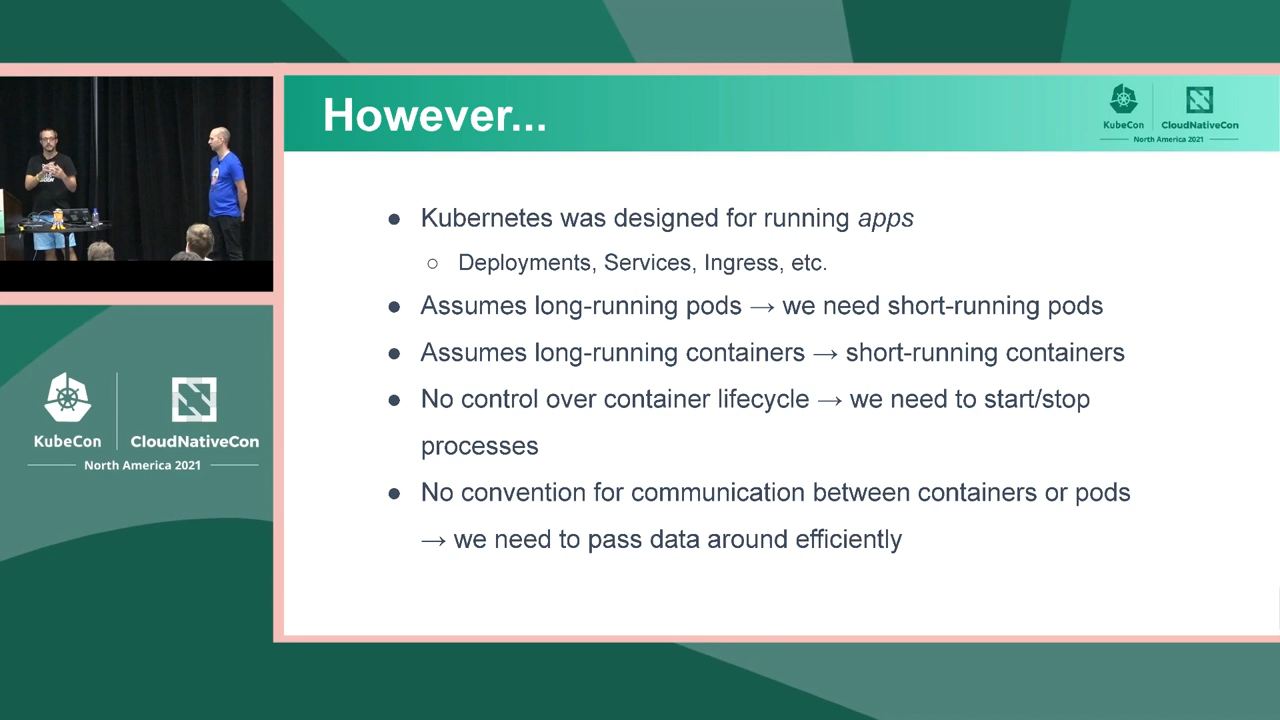 However...
KubeCon
CloudNativeCon
North America 2021
● Kubernetes was designed for running apps
○ Deployments, Services, Ingress, etc.
● Assumes long-running pods → we need short-running pods
● Assumes long-running containers → short-running containers
● No control over container lifecycle → we need to start/stop
processes
● No convention for communication between containers or pods
→ we need to pass data around efficiently
KubeCon
CloudNativeCon
North America 2021